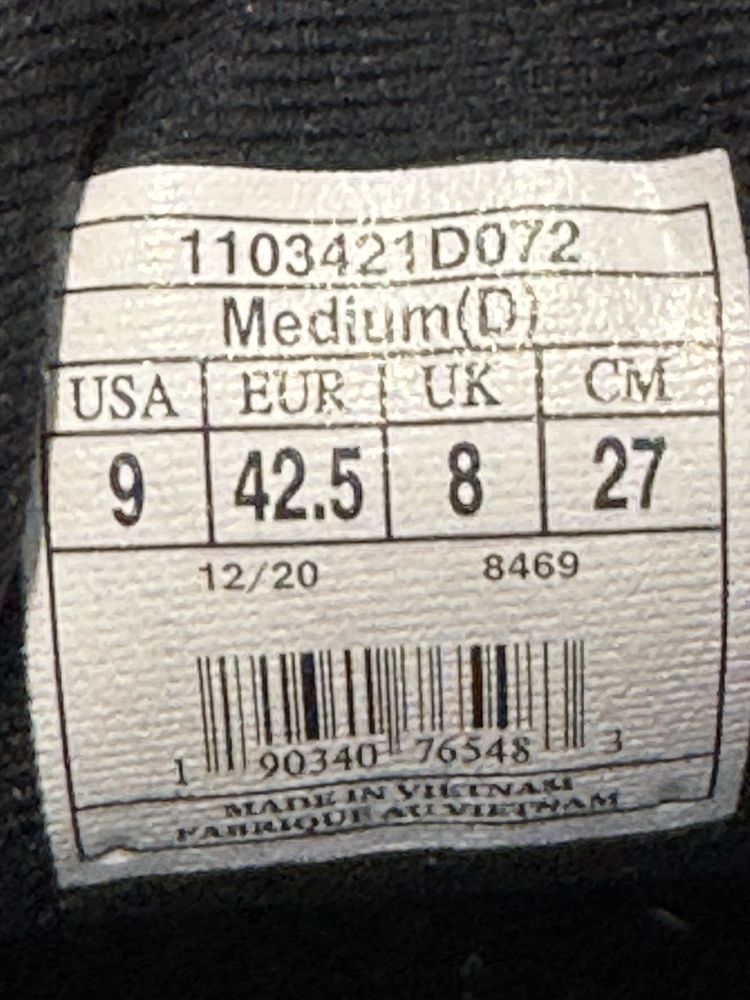 1103421D072
Medium(D)
USA EUR UK CM
9 42.5 8 27
12/20 8469
1 90340 76548 3
MADE IN VIETNAM
FABRIQUE AU VIETNAM